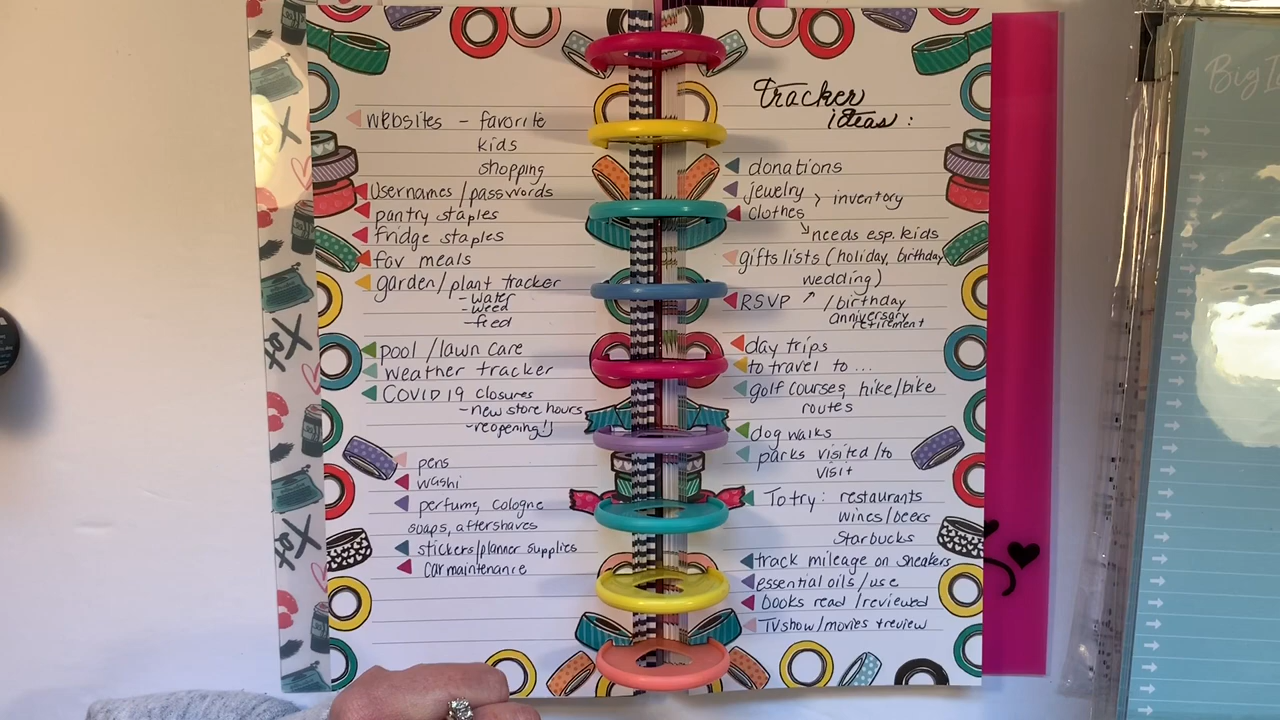 websites - favorite
kids
shopping
Usernames/passwords
pantry staples
fridge staples
fav meals
garden/plant tracker
- water
- weed
- feed
pool/lawn care
weather tracker
COVID 19 closures
- new store hours
- reopening!!
pens
washi
perfums, cologne
soaps, aftershaves
stickers/planner supplies
car maintenance
Tracker
ideas:
donations
jewelry > inventory
Clothes
needs esp. kids
gifts lists (holiday, birthday
wedding)
RSVP ↗ /birthday
anniversary
retirement
day trips
to travel to ...
golf courses, hike/bike
routes
dog walks
parks visited/to
visit
To try: restaurants
wines/beers
Starbucks
track mileage on sneakers
essential oils/use
books read/reviewed
TV show/movies + review
Big